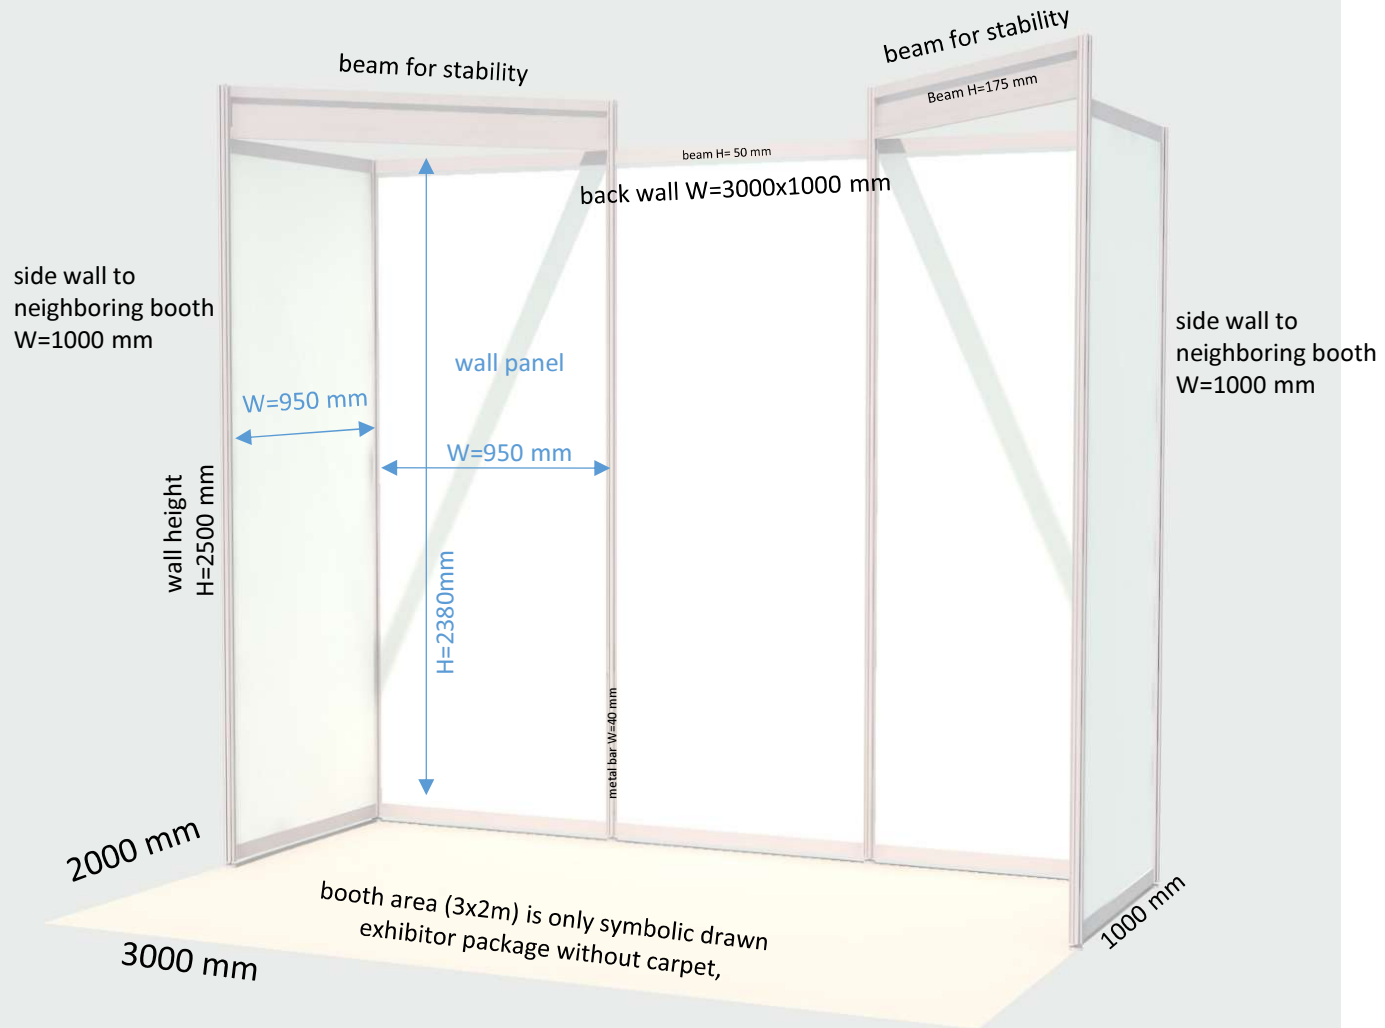 beam for stability
beam for stability
Beam H=175 mm
beam H= 50 mm
back wall W=3000x1000 mm
side wall to
neighboring booth
W=1000 mm
side wall to
neighboring booth
W=1000 mm
wall panel
W=950 mm
W=950 mm
wall height
H=2500 mm
H=2380mm
metal bar W=40 mm
2000 mm
booth area (3x2m) is only symbolic drawn
exhibitor package without carpet,
3000 mm
1000 mm